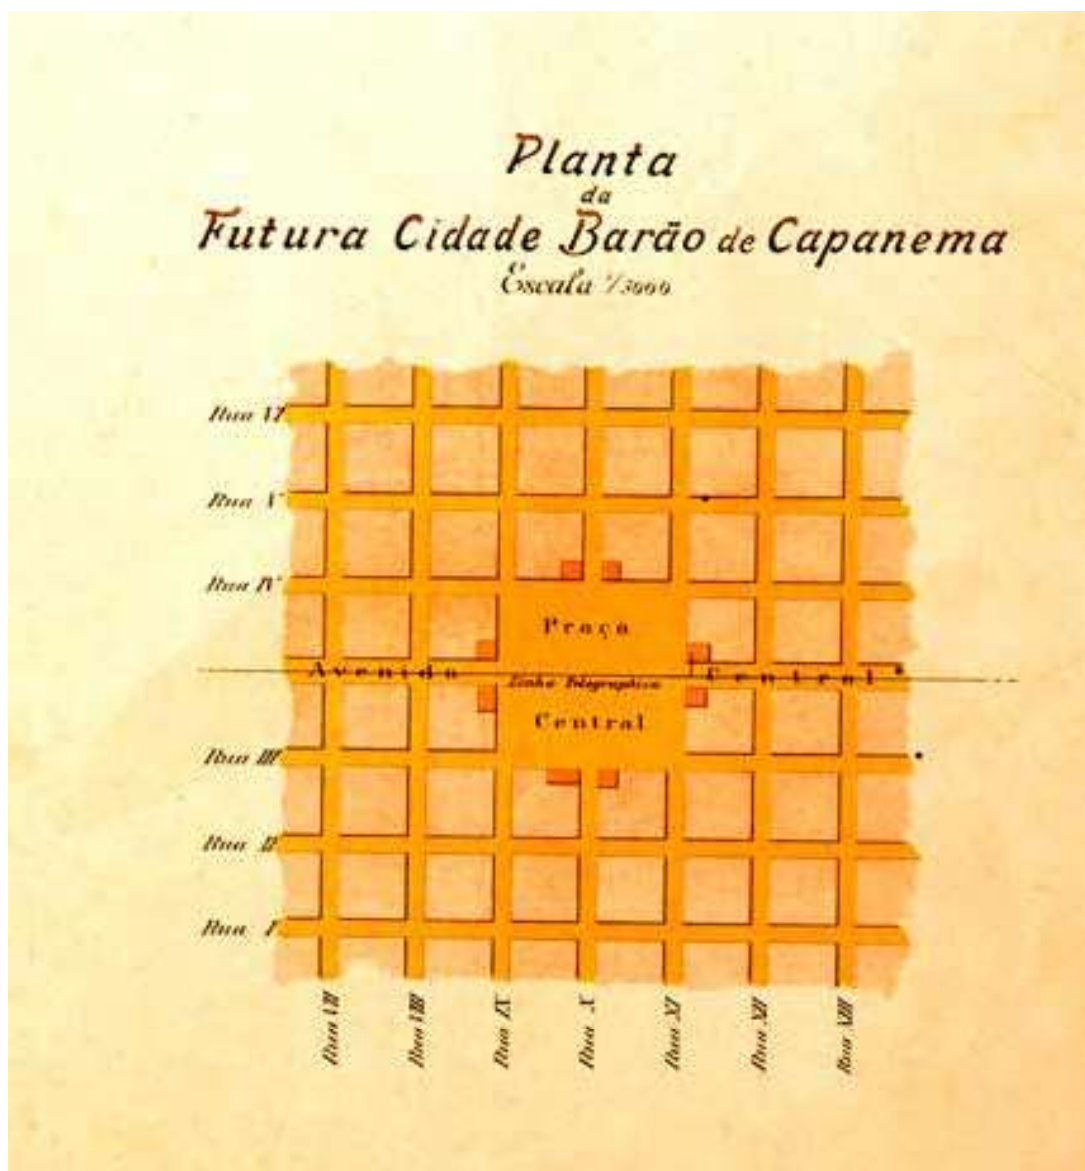 Planta
da
Futura Cidade Barão de Capanema
Escala 1/5000
Rua VI
Rua V
Rua IV
Praça
Avenida Central
Linha Telegraphica
Central
Rua III
Rua II
Rua I
Rua VII
Rua VIII
Rua IX
Rua X
Rua XI
Rua XII
Rua XIII